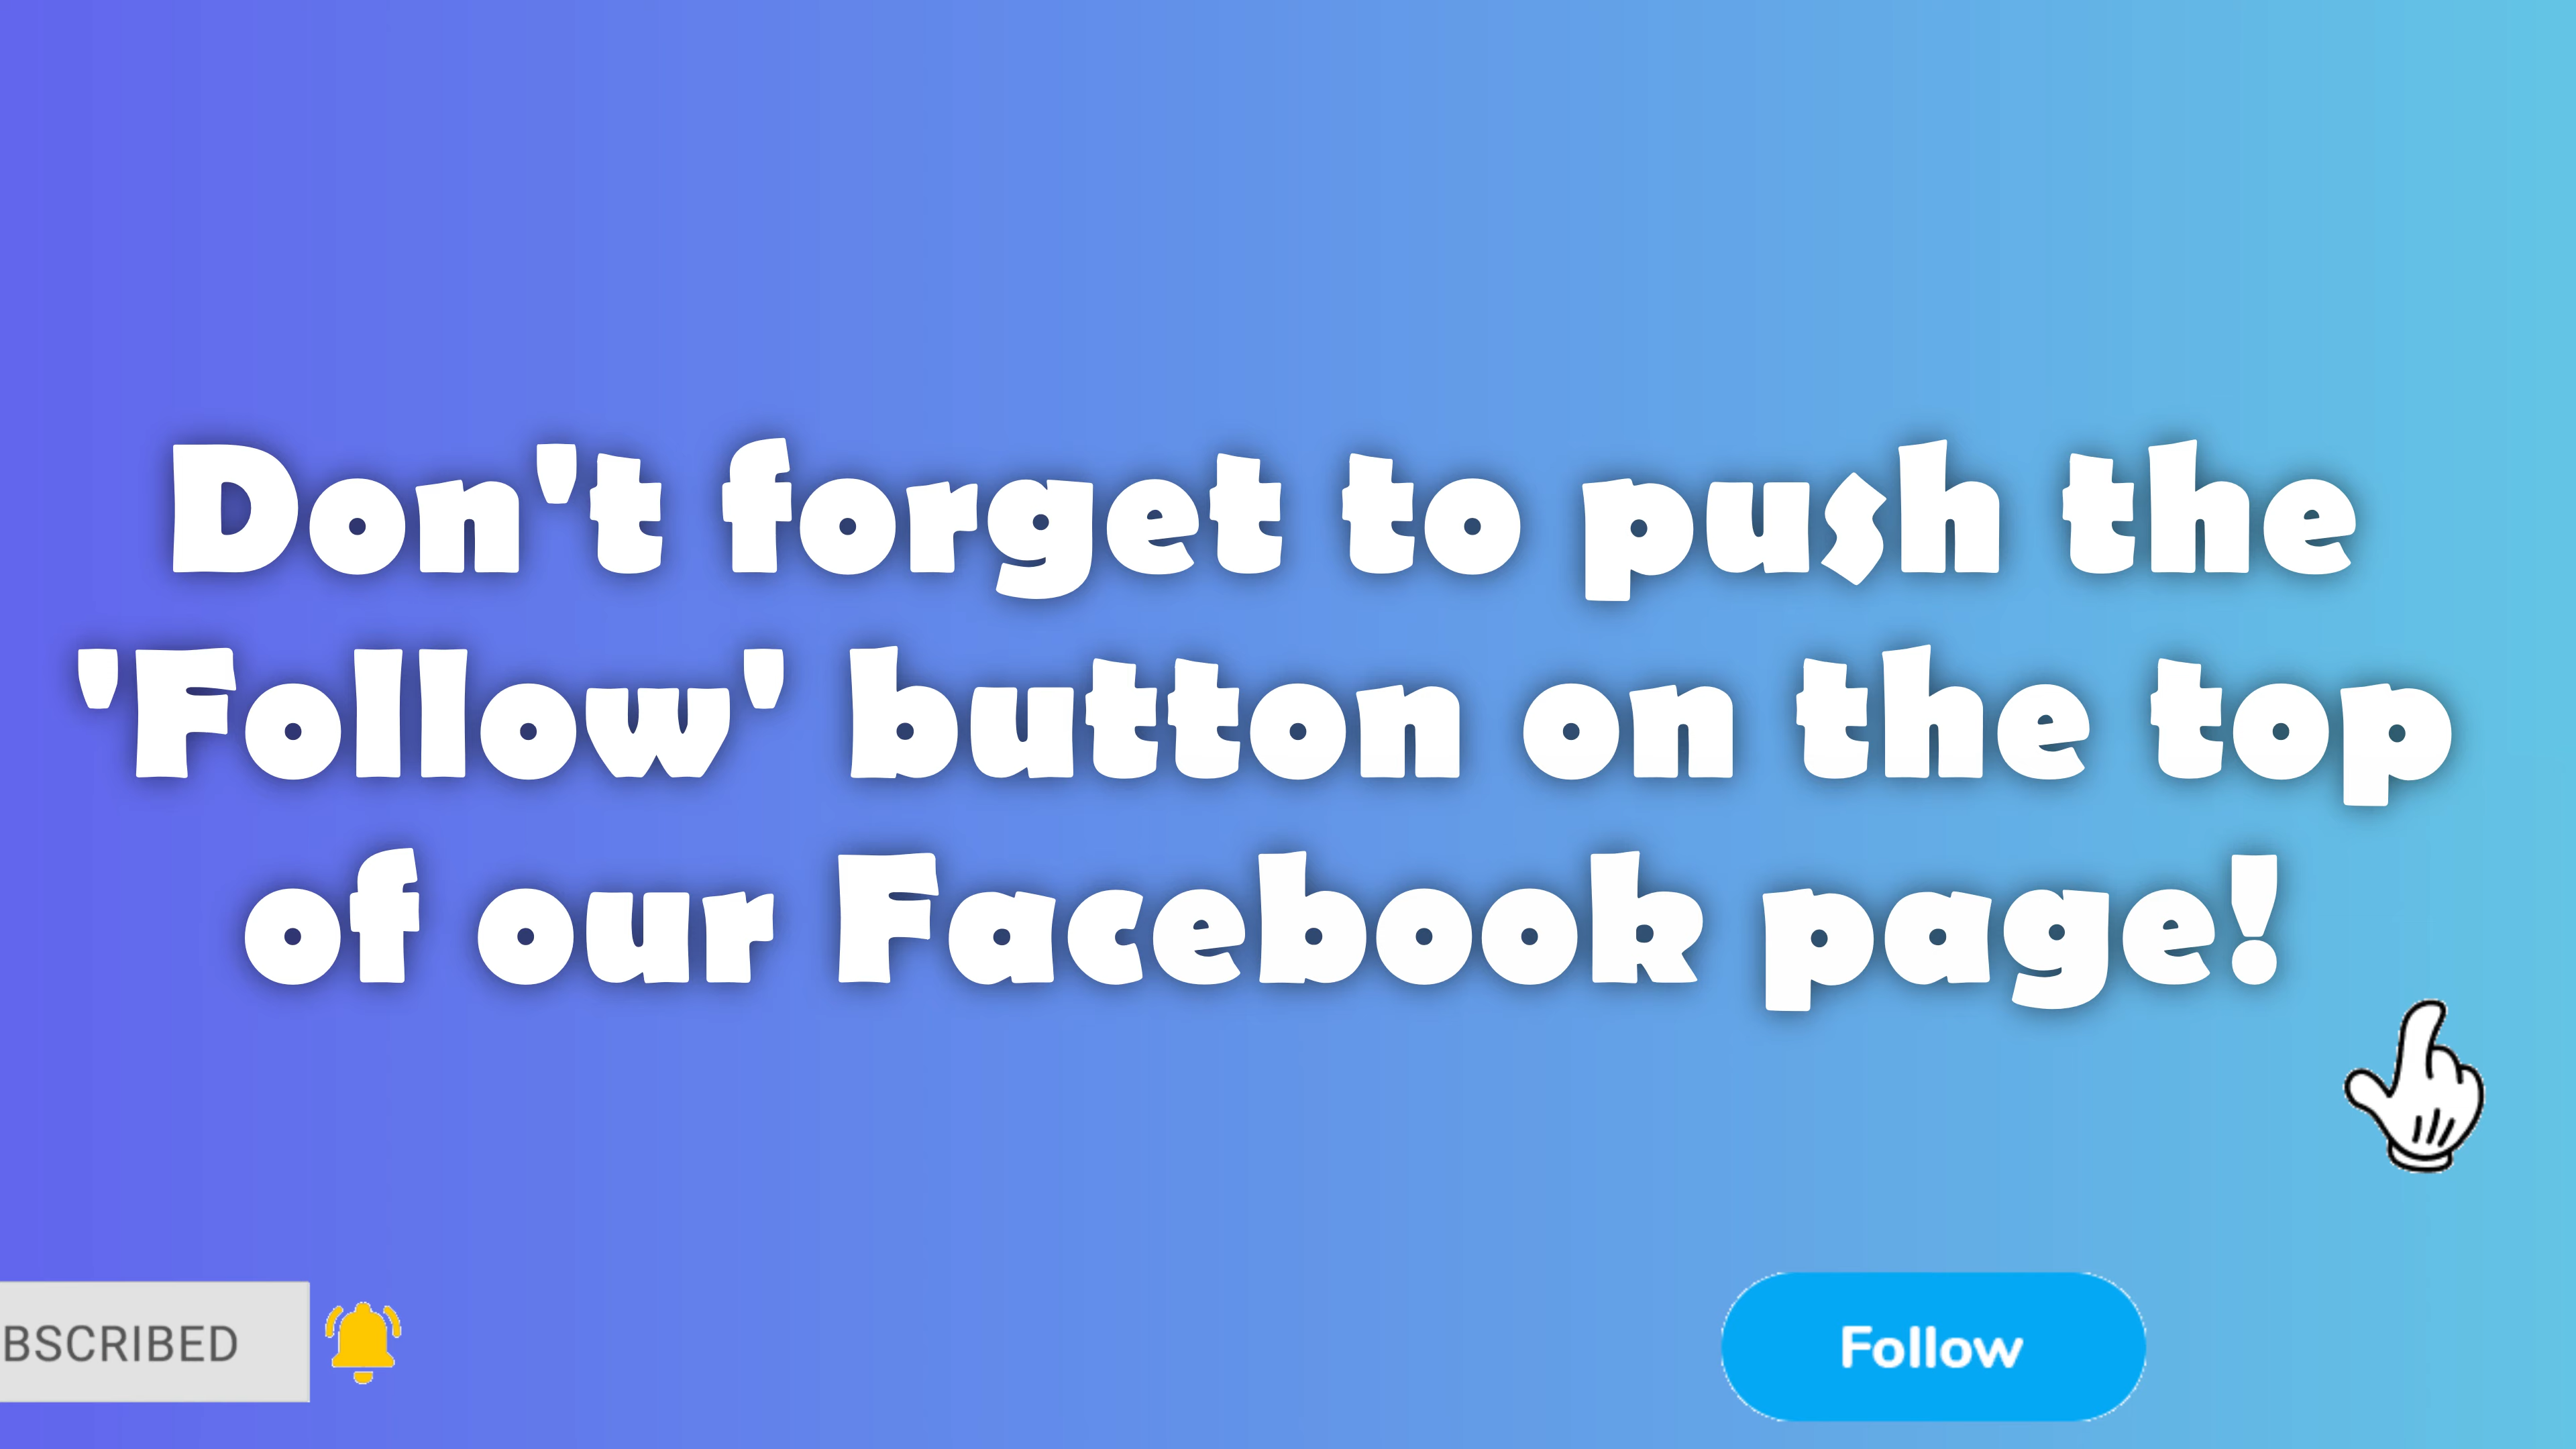 Don't forget to push the
'Follow' button on the top
of our Facebook page!
BSCRIBED
Follow